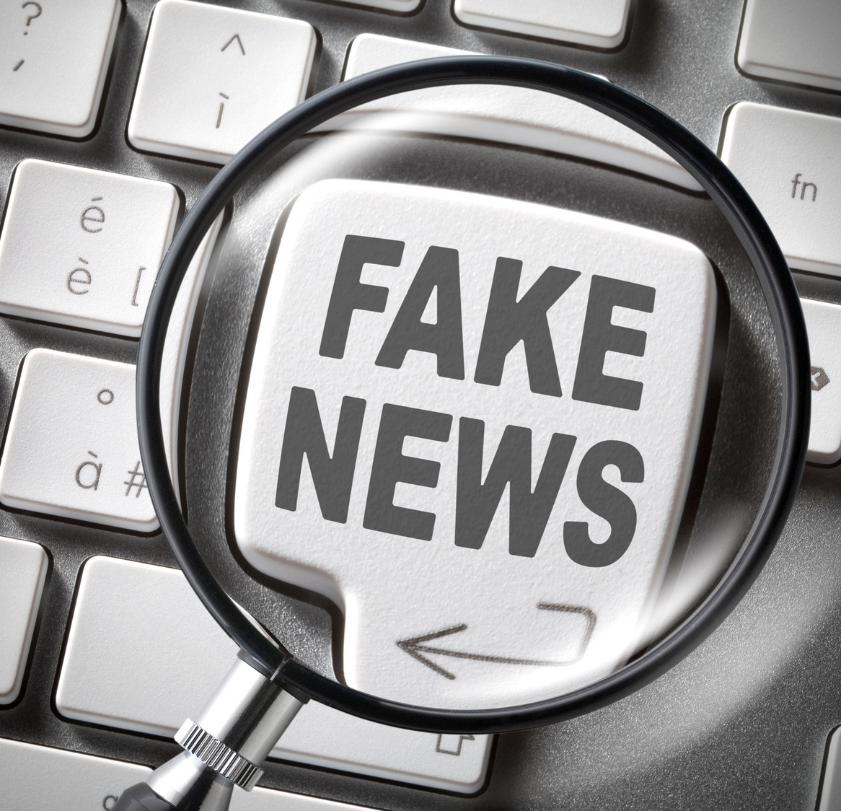 ?
'
^
ì
é
è [
°
à #
fn
FAKE
NEWS